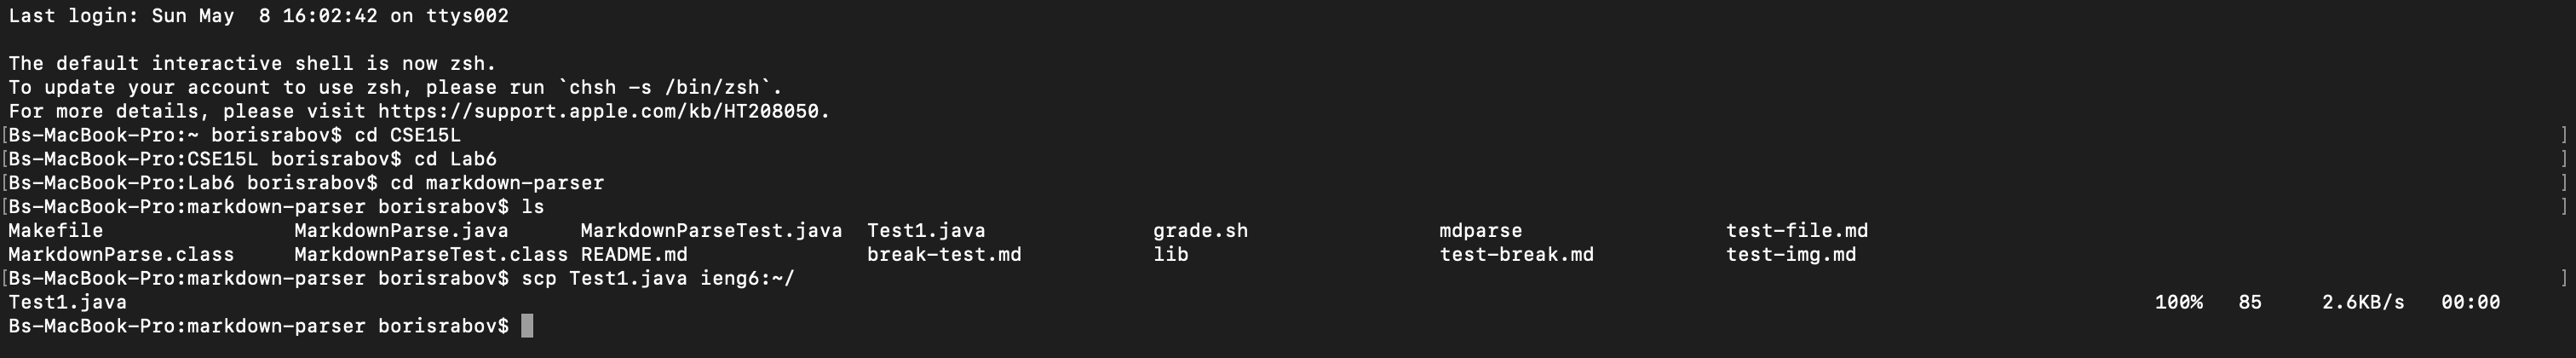 Last login: Sun May  8 16:02:42 on ttys002
The default interactive shell is now zsh.
To update your account to use zsh, please run `chsh -s /bin/zsh`.
For more details, please visit https://support.apple.com/kb/HT208050.
[Bs-MacBook-Pro:~ borisrabov$ cd CSE15L ]
[Bs-MacBook-Pro:CSE15L borisrabov$ cd Lab6 ]
[Bs-MacBook-Pro:Lab6 borisrabov$ cd markdown-parser ]
[Bs-MacBook-Pro:markdown-parser borisrabov$ ls ]
Makefile MarkdownParse.java MarkdownParseTest.java Test1.java grade.sh mdparse test-file.md
MarkdownParse.class MarkdownParseTest.class README.md break-test.md lib test-break.md test-img.md
[Bs-MacBook-Pro:markdown-parser borisrabov$ scp Test1.java ieng6:~/ ]
Test1.java 100% 85 2.6KB/s 00:00
Bs-MacBook-Pro:markdown-parser borisrabov$